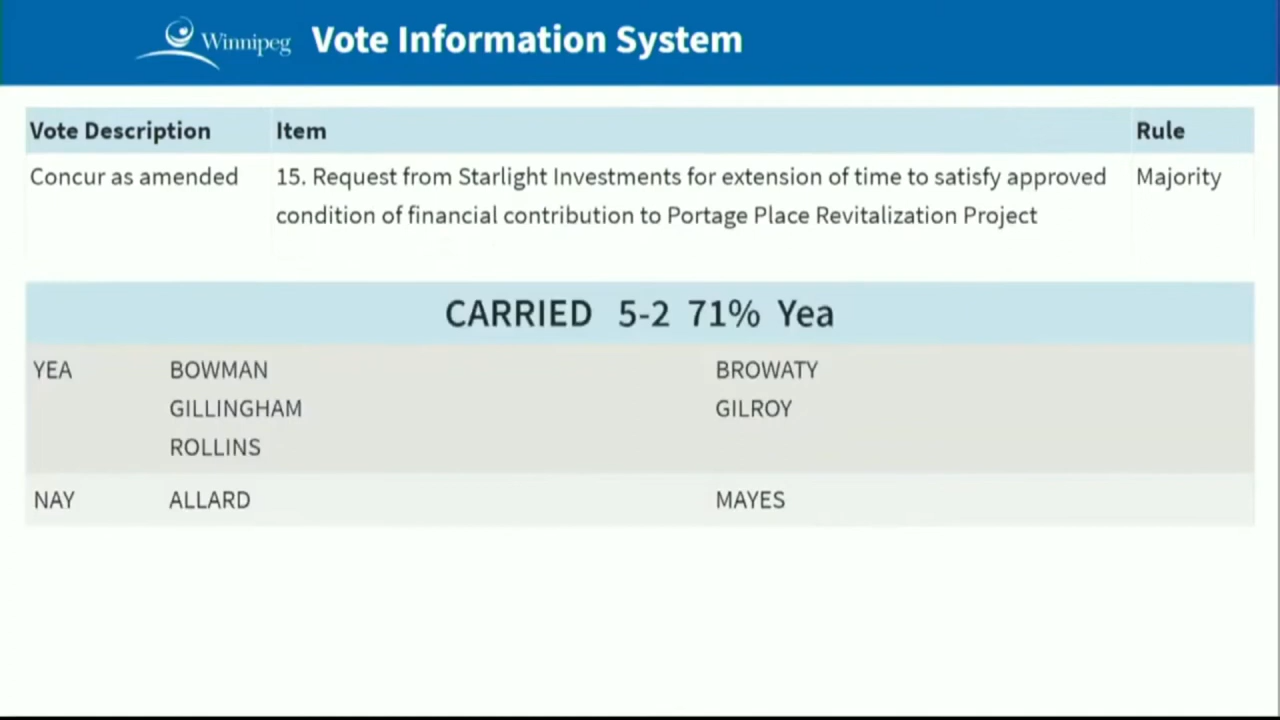 Winnipeg Vote Information System
Vote Description Item Rule
Concur as amended 15. Request from Starlight Investments for extension of time to satisfy approved Majority
condition of financial contribution to Portage Place Revitalization Project
CARRIED 5-2 71% Yea
YEA BOWMAN BROWATY
GILLINGHAM GILROY
ROLLINS
NAY ALLARD MAYES